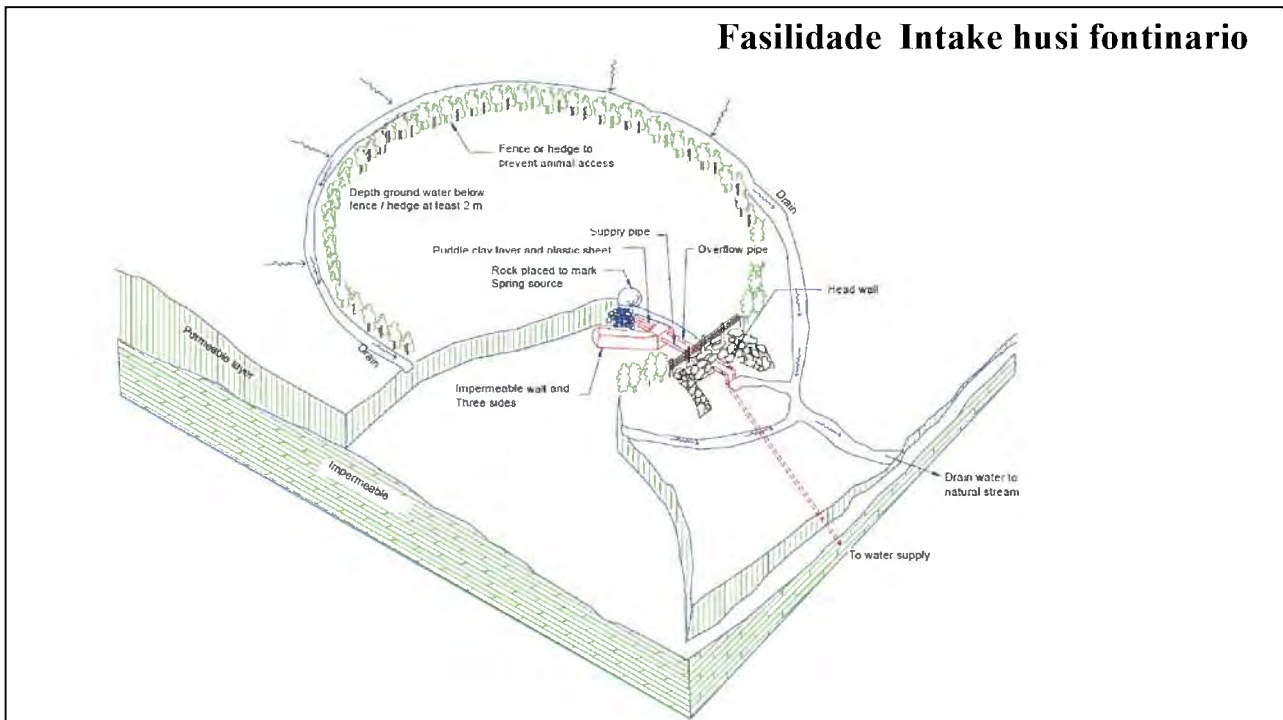 Fasilidade Intake husi fontinario
Fence or hedge to
prevent animal access
Depth ground water below
fence / hedge at least 2 m
Drain
Supply pipe
Puddle clay layer and plastic sheet
Overflow pipe
Rock placed to mark
Spring source
Head wall
Permeable layer
Drain
Impermeable wall and
Three sides
Impermeable
Drain water to
natural stream
To water supply